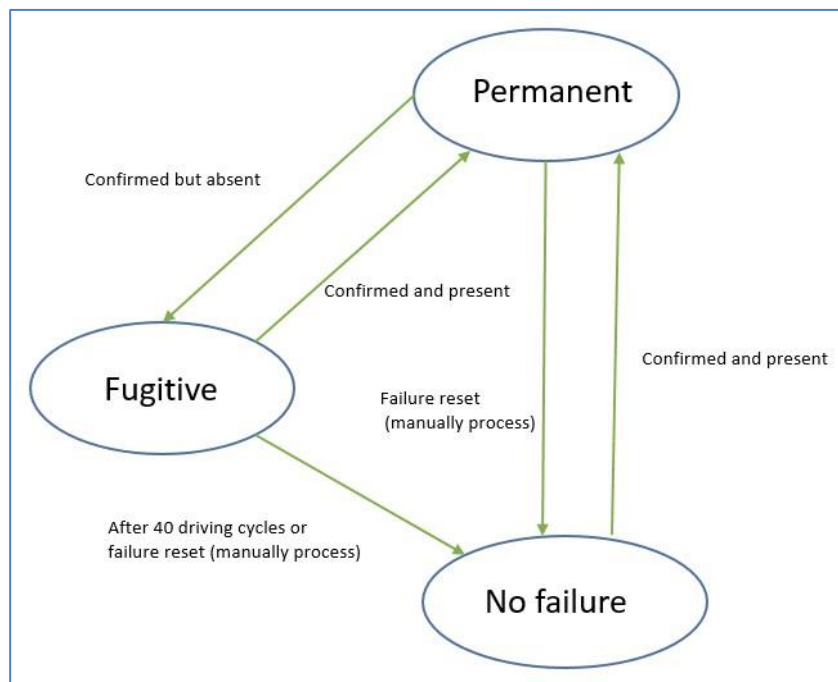 Permanent
Confirmed but absent
Confirmed and present
Fugitive
Confirmed and present
Failure reset
(manually process)
After 40 driving cycles or
failure reset (manually process)
No failure